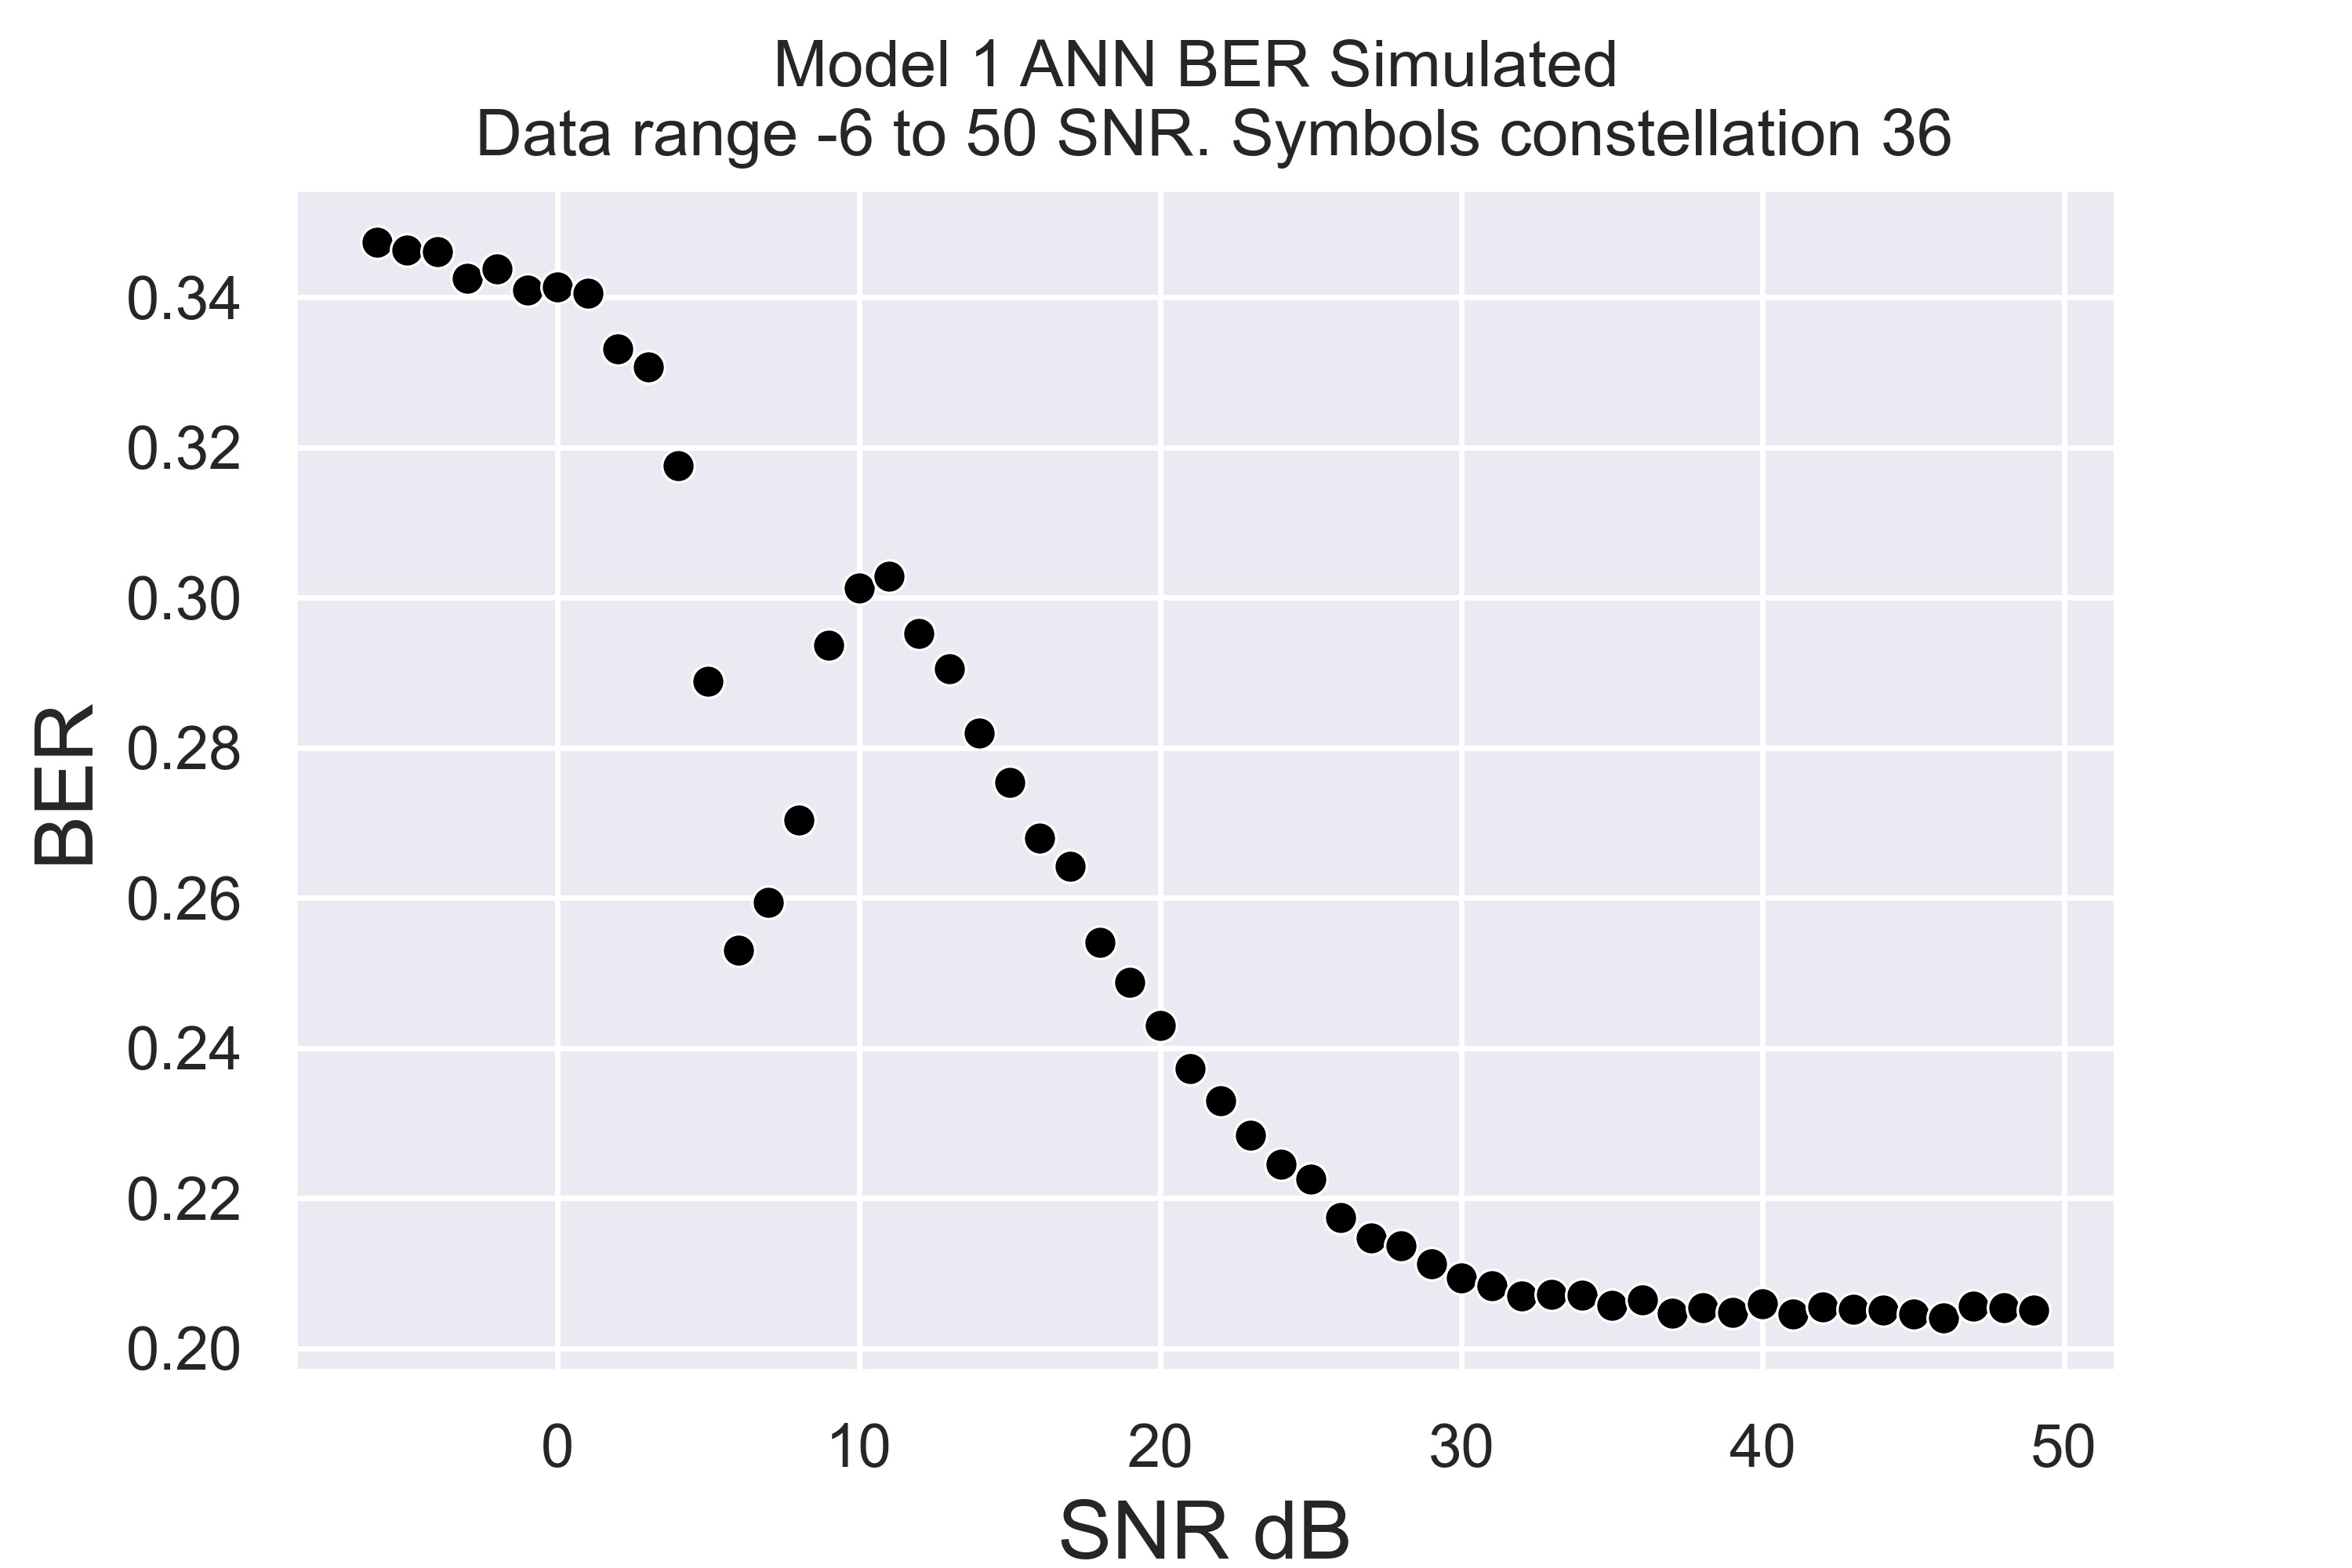 Model 1 ANN BER Simulated
Data range -6 to 50 SNR. Symbols constellation 36
BER
0.34
0.32
0.30
0.28
0.26
0.24
0.22
0.20
0 10 20 30 40 50
SNR dB